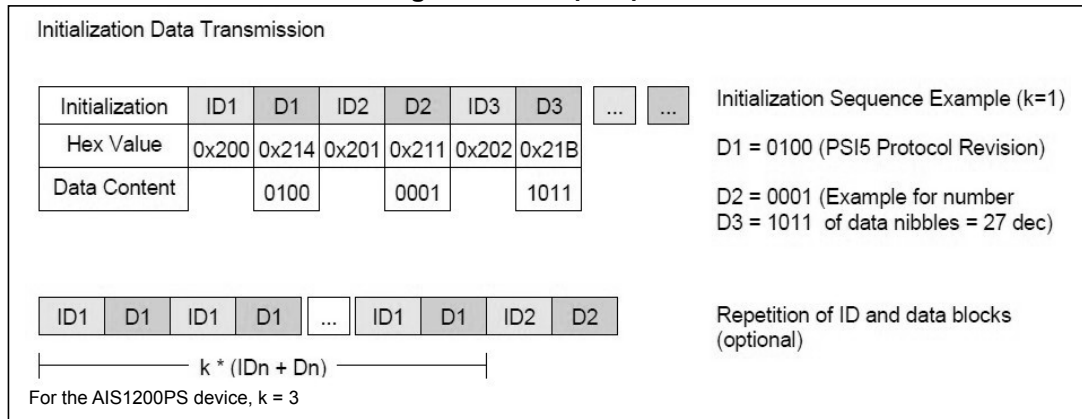 Initialization Data Transmission
Initialization ID1 D1 ID2 D2 ID3 D3 ... ...
Hex Value 0x200 0x214 0x201 0x211 0x202 0x21B
Data Content 0100 0001 1011
Initialization Sequence Example (k=1)
D1 = 0100 (PSI5 Protocol Revision)
D2 = 0001 (Example for number
D3 = 1011 of data nibbles = 27 dec)
ID1 D1 ID1 D1 ... ID1 D1 ID2 D2
k * (IDn + Dn)
Repetition of ID and data blocks
(optional)
For the AIS1200PS device, k = 3